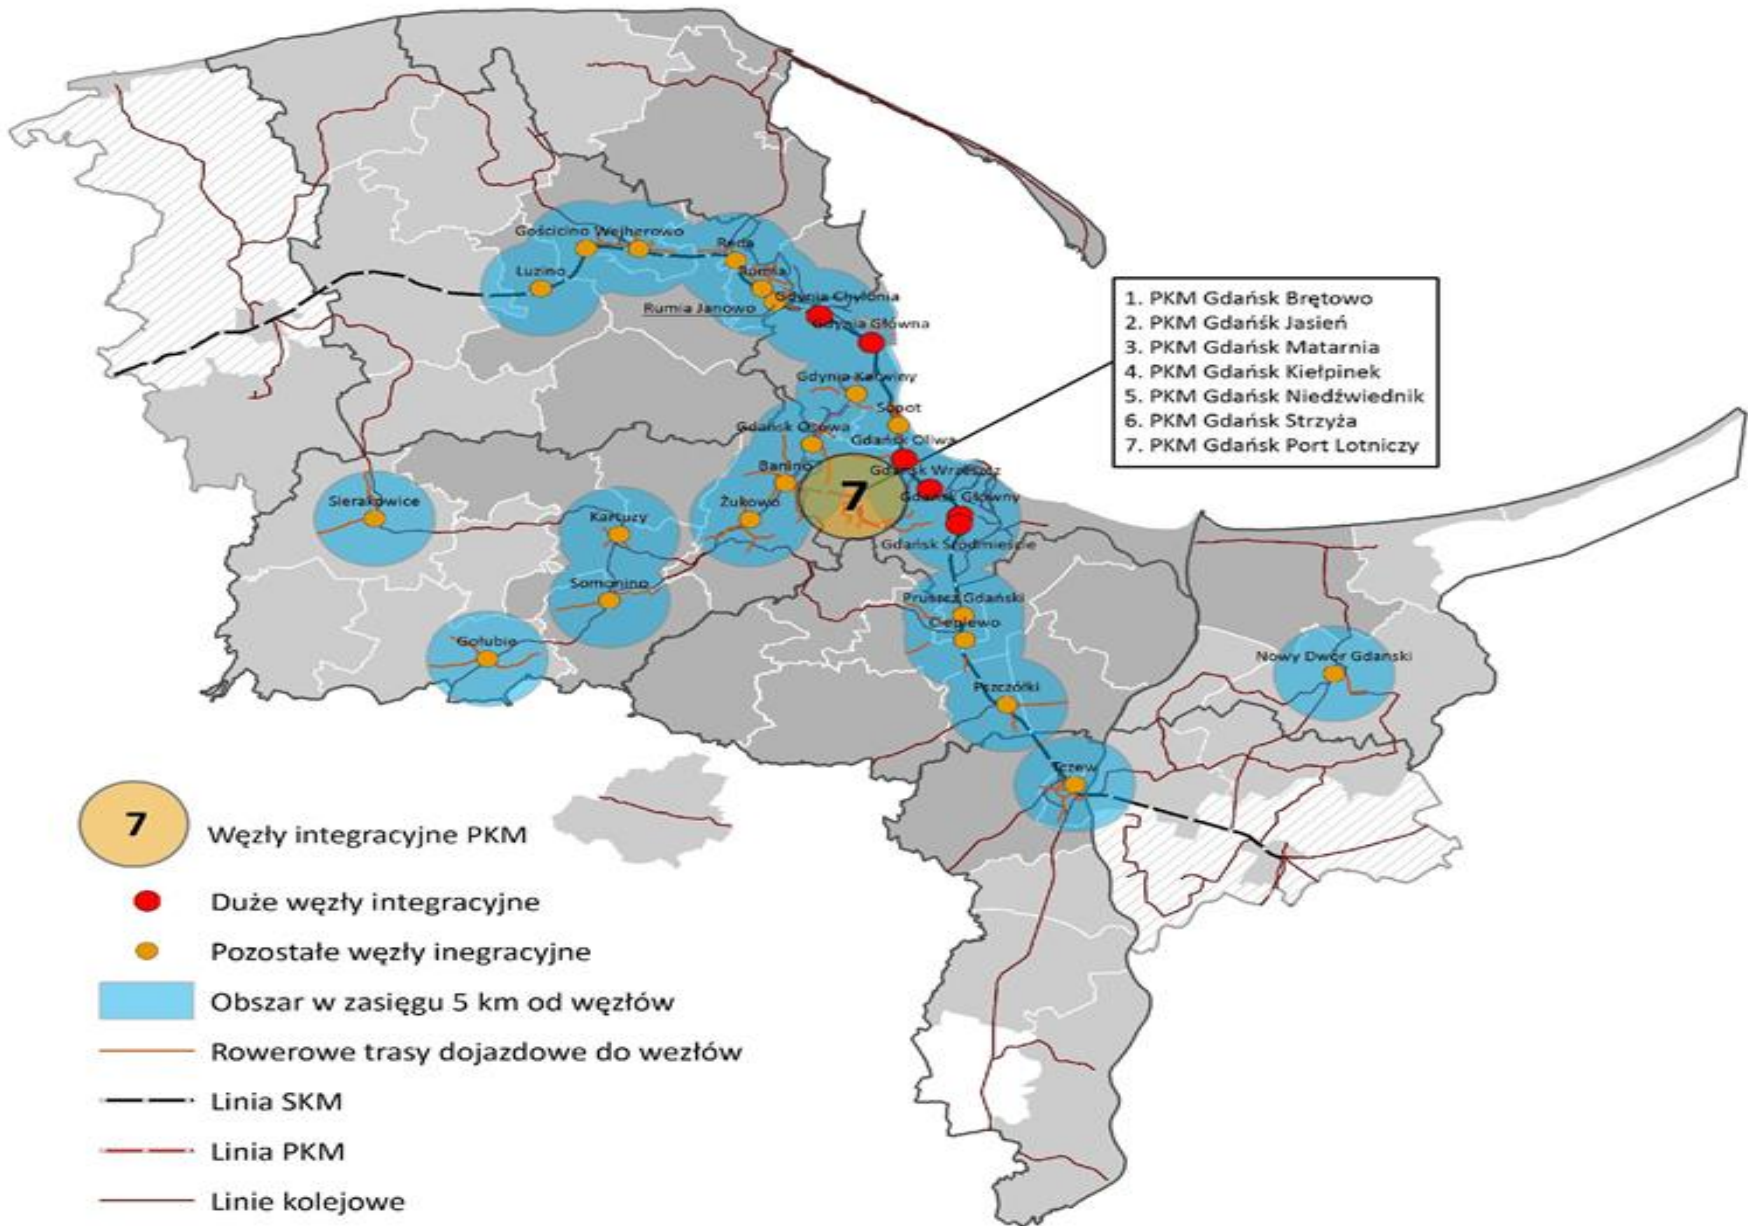 Gościcino Wejherowo
Reda
Luzino
Rumia
Gdynia Chylonia
Rumia Janowo
Gdynia Główna
1. PKM Gdańsk Brętowo
2. PKM Gdańśk Jasień
3. PKM Gdańsk Matarnia
4. PKM Gdańsk Kiełpinek
5. PKM Gdańsk Niedźwiednik
6. PKM Gdańsk Strzyża
7. PKM Gdańsk Port Lotniczy
Gdynia Karwiny
Sopot
Gdańsk Osowa
Gdańsk Oliwa
Banino
Gdańsk Wrzeszcz
7
Sierakowice
Kartuzy
Żukowo
Gdańsk Główny
Gdańsk Śródmieście
Somonino
Pruszcz Gdański
Cieplewo
Gołubie
Nowy Dwór Gdański
Pszczółki
Tczew
7
Węzły integracyjne PKM
Duże węzły integracyjne
Pozostałe węzły inegracyjne
Obszar w zasięgu 5 km od węzłów
Rowerowe trasy dojazdowe do wezłów
Linia SKM
Linia PKM
Linie kolejowe